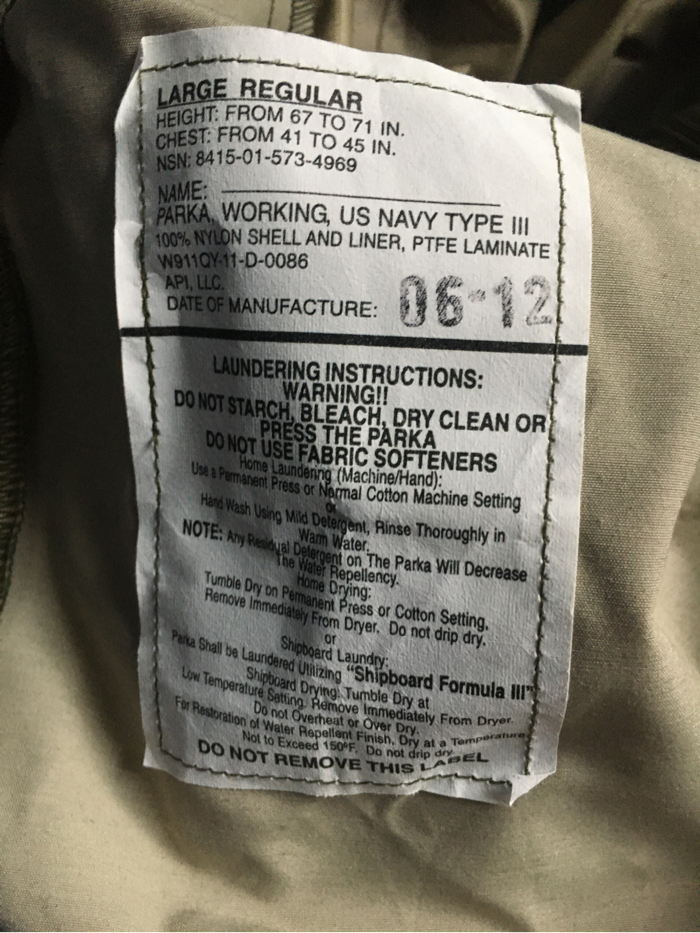 LARGE REGULAR
HEIGHT: FROM 67 TO 71 IN.
CHEST: FROM 41 TO 45 IN.
NSN: 8415-01-573-4969
NAME:
PARKA, WORKING, US NAVY TYPE III
100% NYLON SHELL AND LINER, PTFE LAMINATE
W911QY-11-D-0086
API, LLC.
DATE OF MANUFACTURE: 06-12
LAUNDERING INSTRUCTIONS:
WARNING!!
DO NOT STARCH, BLEACH, DRY CLEAN OR
PRESS THE PARKA
DO NOT USE FABRIC SOFTENERS
Home Laundering (Machine/Hand):
Use a Permanent Press or Normal Cotton Machine Setting
or
Hand Wash Using Mild Detergent, Rinse Thoroughly in
Warm Water.
NOTE: Any Residual Detergent on The Parka Will Decrease
The Water Repellency.
Home Drying:
Tumble Dry on Permanent Press or Cotton Setting.
Remove Immediately From Dryer. Do not drip dry.
or
Shipboard Laundry:
Parka Shall be Laundered Utilizing "Shipboard Formula III"
Shipboard Drying: Tumble Dry at
Low Temperature Setting. Remove Immediately From Dryer.
Do not Overheat or Over Dry.
For Restoration of Water Repellent Finish, Dry at a Temperature
Not to Exceed 150°F. Do not drip dry.
DO NOT REMOVE THIS LABEL